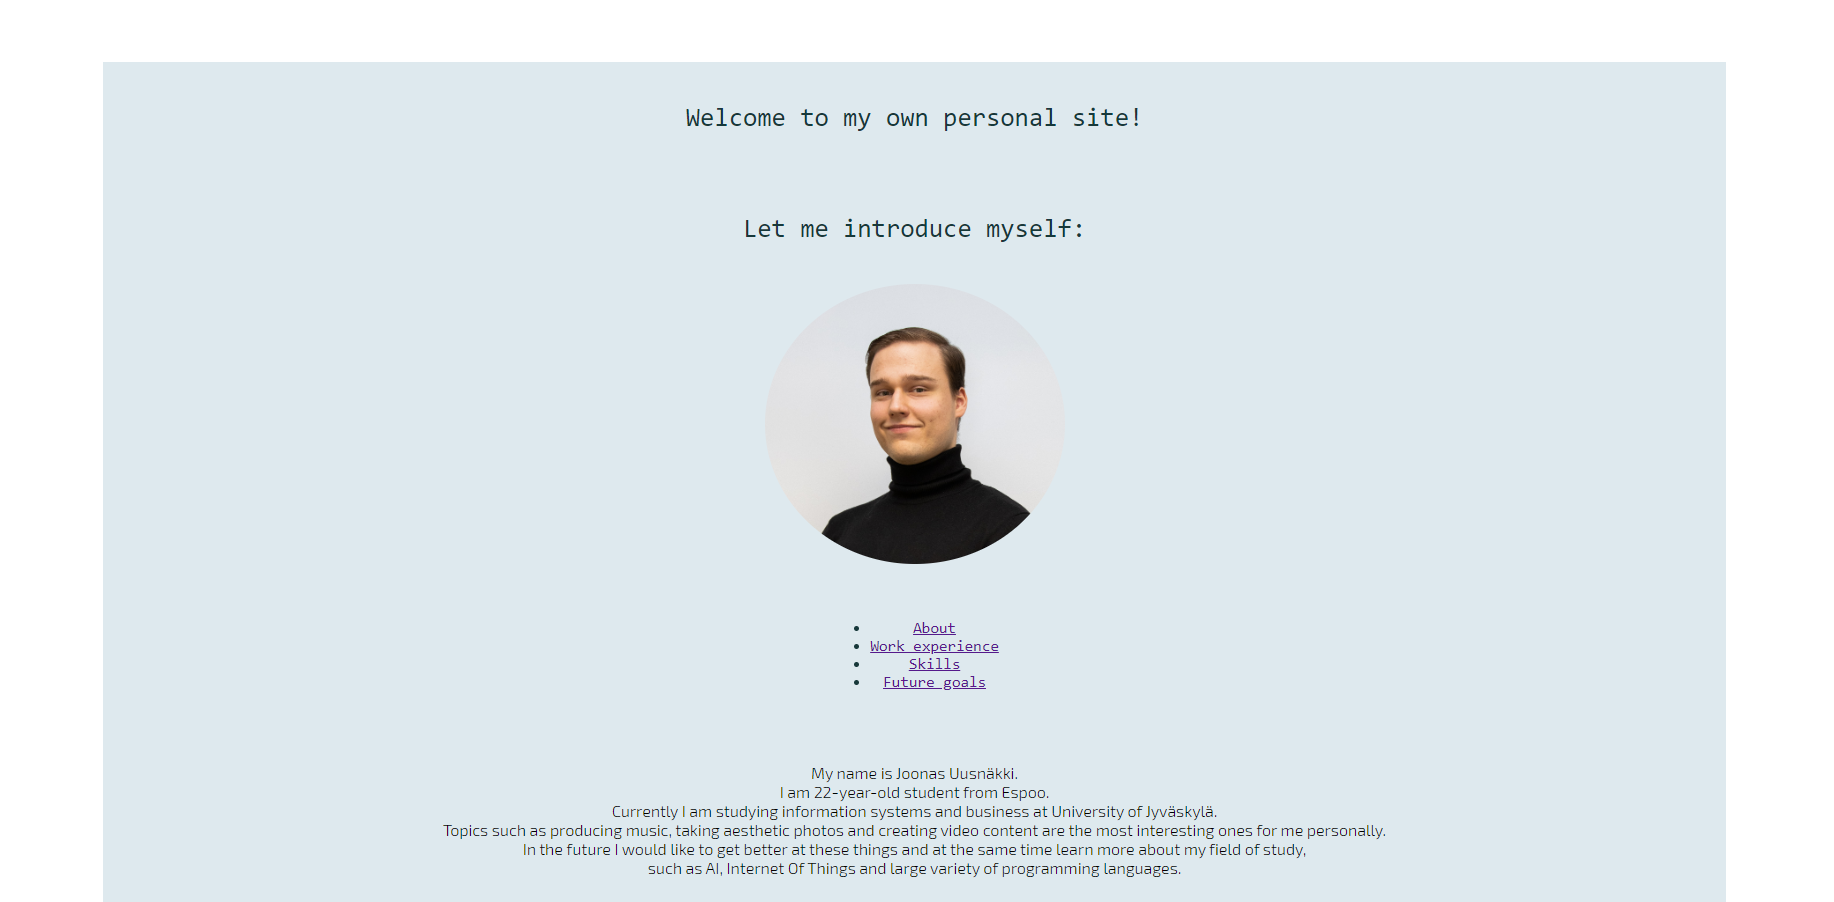 Welcome to my own personal site!
Let me introduce myself:
About
Work experience
Skills
Future goals
My name is Joonas Uusnäkki.
I am 22-year-old student from Espoo.
Currently I am studying information systems and business at University of Jyväskylä.
Topics such as producing music, taking aesthetic photos and creating video content are the most interesting ones for me personally.
In the future I would like to get better at these things and at the same time learn more about my field of study,
such as AI, Internet Of Things and large variety of programming languages.